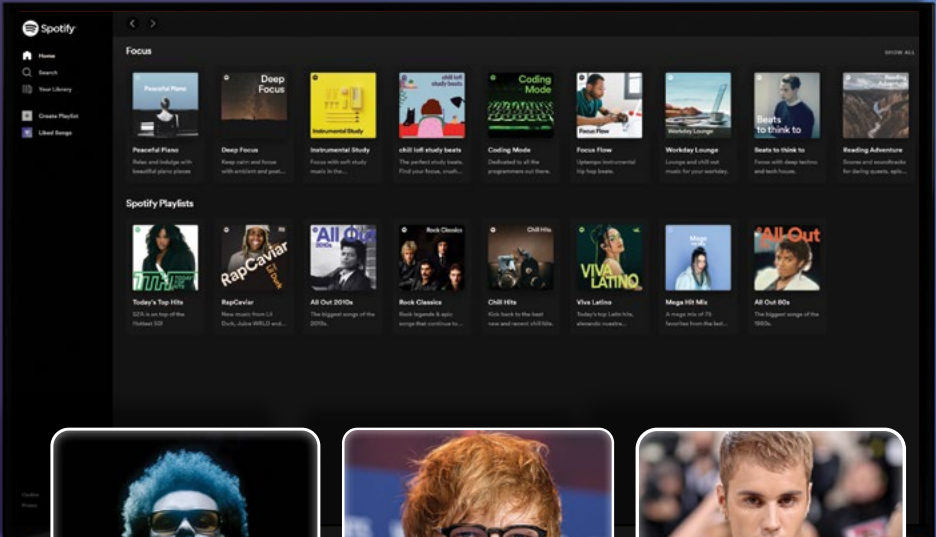 Spotify
Home
Search
Your Library
Create Playlist
Liked Songs
Focus
SHOW ALL
Peaceful Piano
Deep
Focus
Instrumental Study
chill lofi
study beats
Coding
Mode
Focus Flow
Workday Lounge
Beats
to think to
Reading
Adventure
Peaceful Piano
Relax and indulge with
beautiful piano pieces
Deep Focus
Keep calm and focus
with ambient and post...
Instrumental Study
Focus with soft study
music in the...
chill lofi study beats
The perfect study beats.
Find your focus, crush...
Coding Mode
Dedicated to all the
programmers out there.
Focus Flow
Uptempo instrumental
hip hop beats.
Workday Lounge
Lounge and chill out
music for your workday.
Beats to think to
Focus with deep techno
and tech house.
Reading Adventure
Scores and soundtracks
for daring quests, epic...
Spotify Playlists
RapCaviar
Lil Durk
All Out
2010s
Rock Classics
Chill Hits
VIVA
LATINO
Mega
All Out
Today's Top Hits
SZA is on top of the
Hottest 50!
RapCaviar
New music from Lil
Durk, Juice WRLD and...
All Out 2010s
The biggest songs of the
2010s.
Rock Classics
Rock legends & epic
songs that continue to...
Chill Hits
Kick back to the best
new and recent chill hits.
Viva Latino
Today's top Latin hits,
elevando nuestra...
Mega Hit Mix
A mega mix of 75
favorites from the last...
All Out 80s
The biggest songs of the
1980s.
Cookies
Privacy